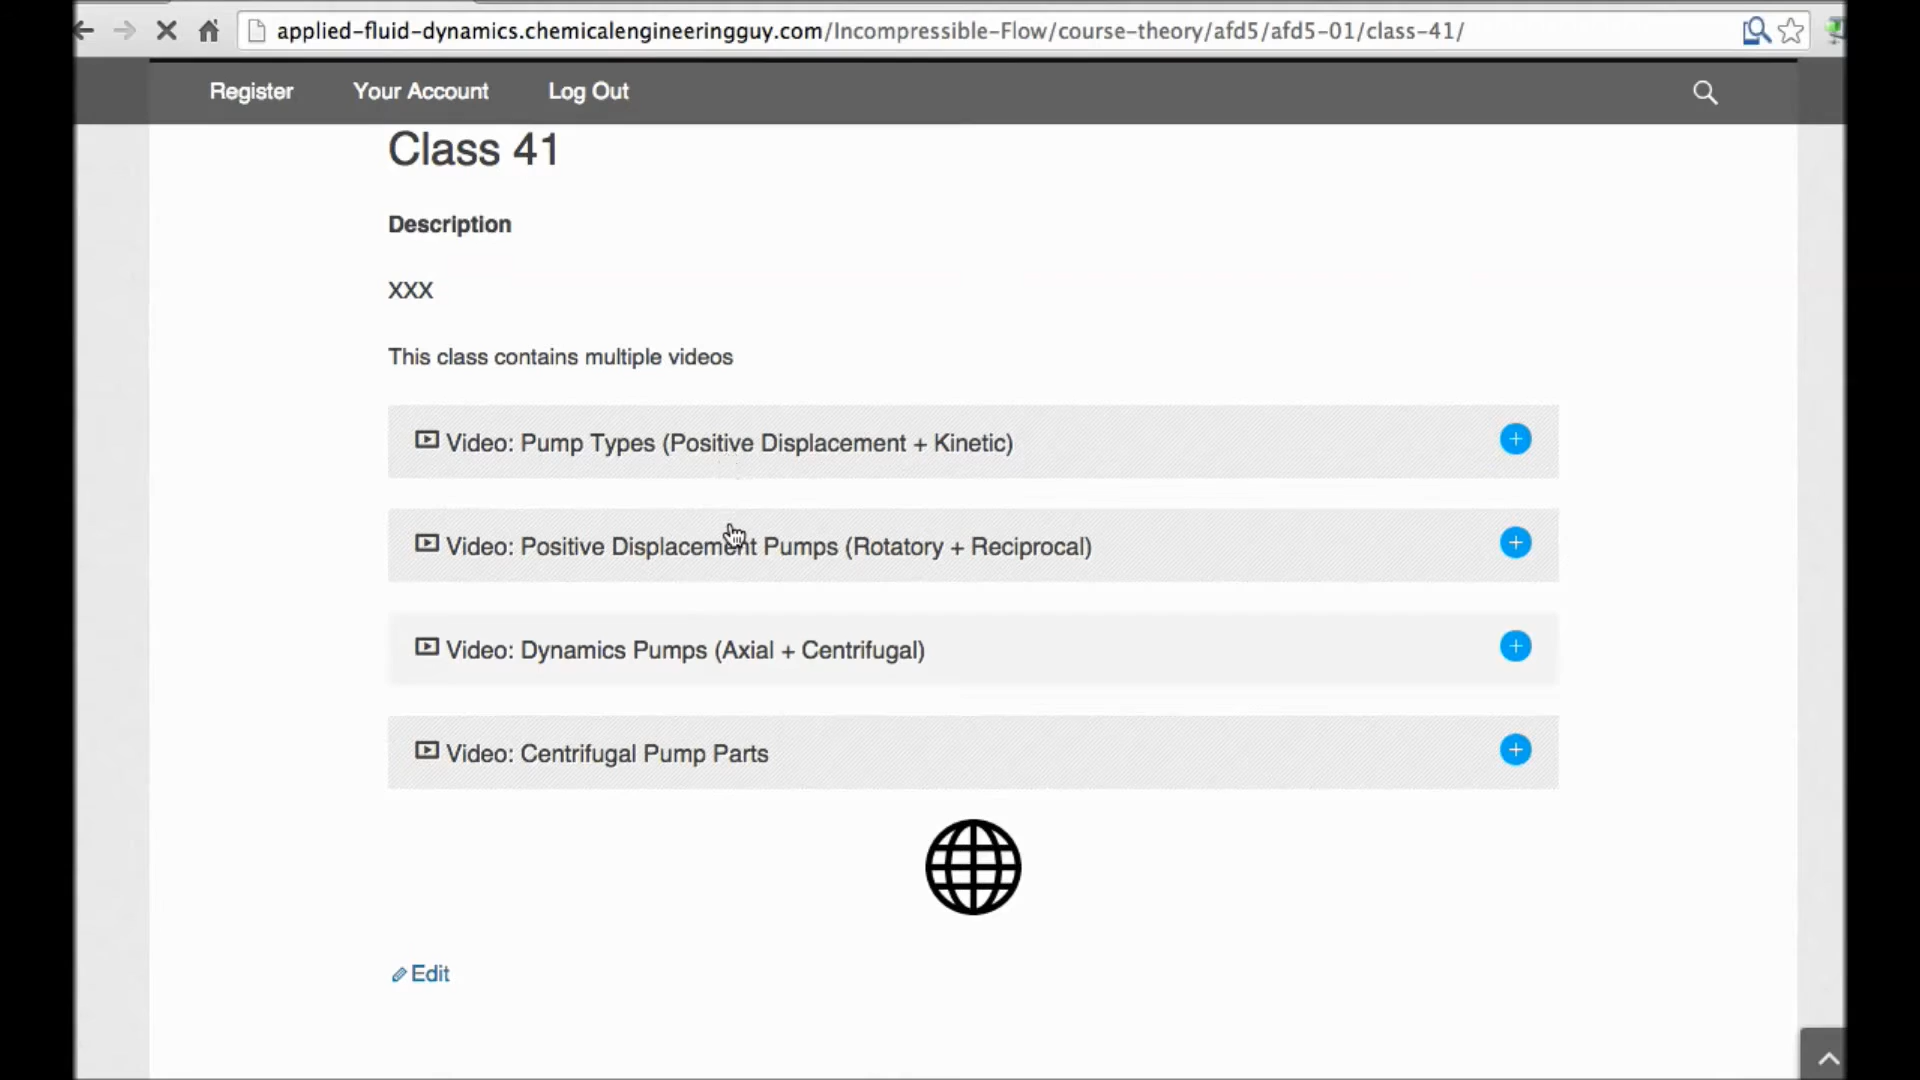 applied-fluid-dynamics.chemicalengineeringguy.com/Incompressible-Flow/course-theory/afd5/afd5-01/class-41/
Register Your Account Log Out
Class 41
Description
XXX
This class contains multiple videos
Video: Pump Types (Positive Displacement + Kinetic)
Video: Positive Displacement Pumps (Rotatory + Reciprocal)
Video: Dynamics Pumps (Axial + Centrifugal)
Video: Centrifugal Pump Parts
Edit